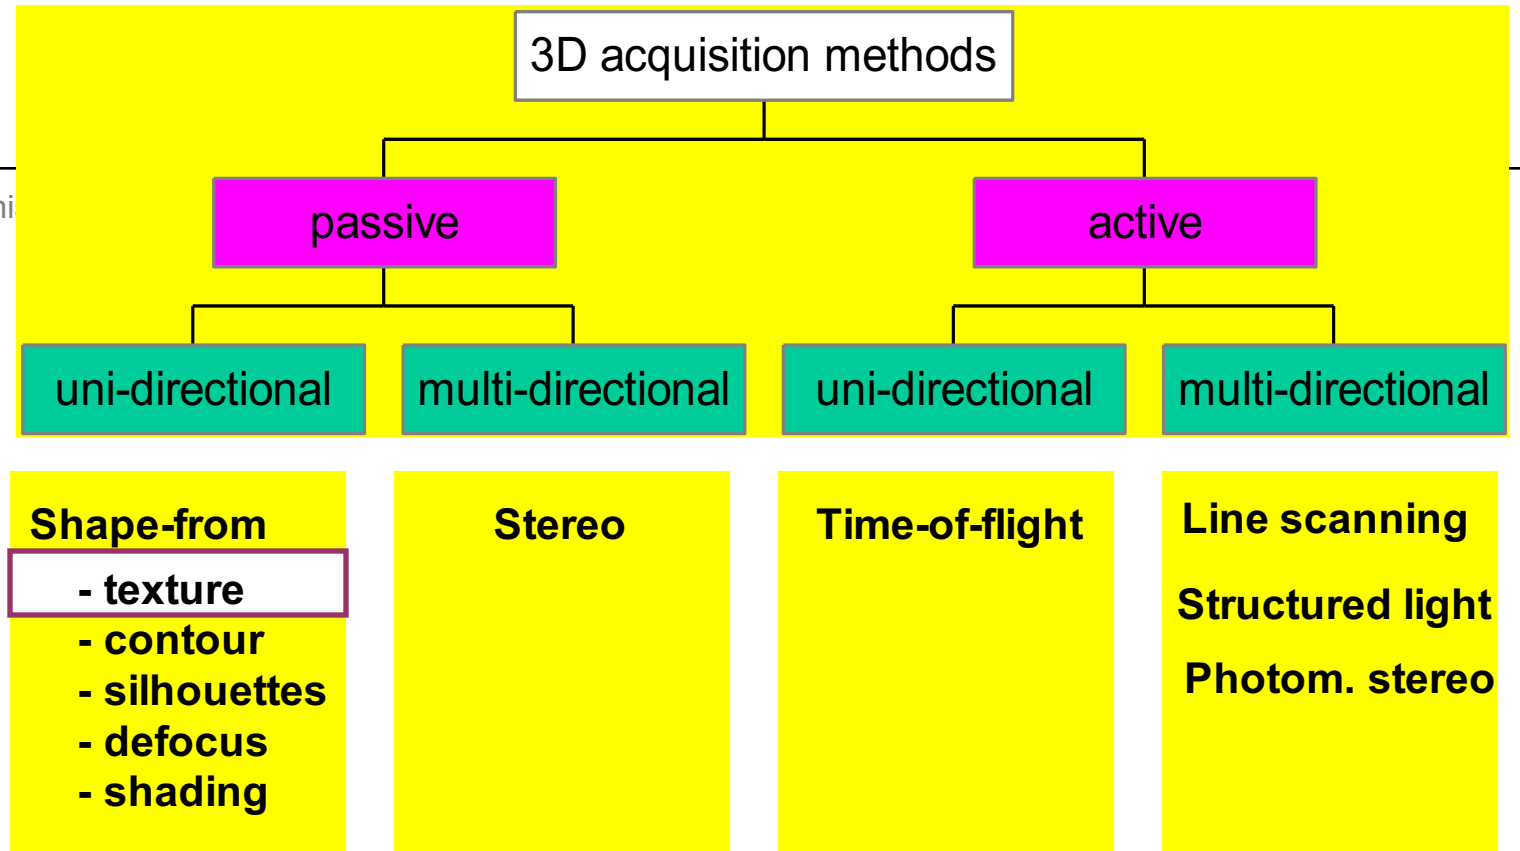 3D acquisition methods
passive
active
uni-directional
multi-directional
uni-directional
multi-directional
Shape-from
- texture
- contour
- silhouettes
- defocus
- shading
Stereo
Time-of-flight
Line scanning
Structured light
Photom. stereo